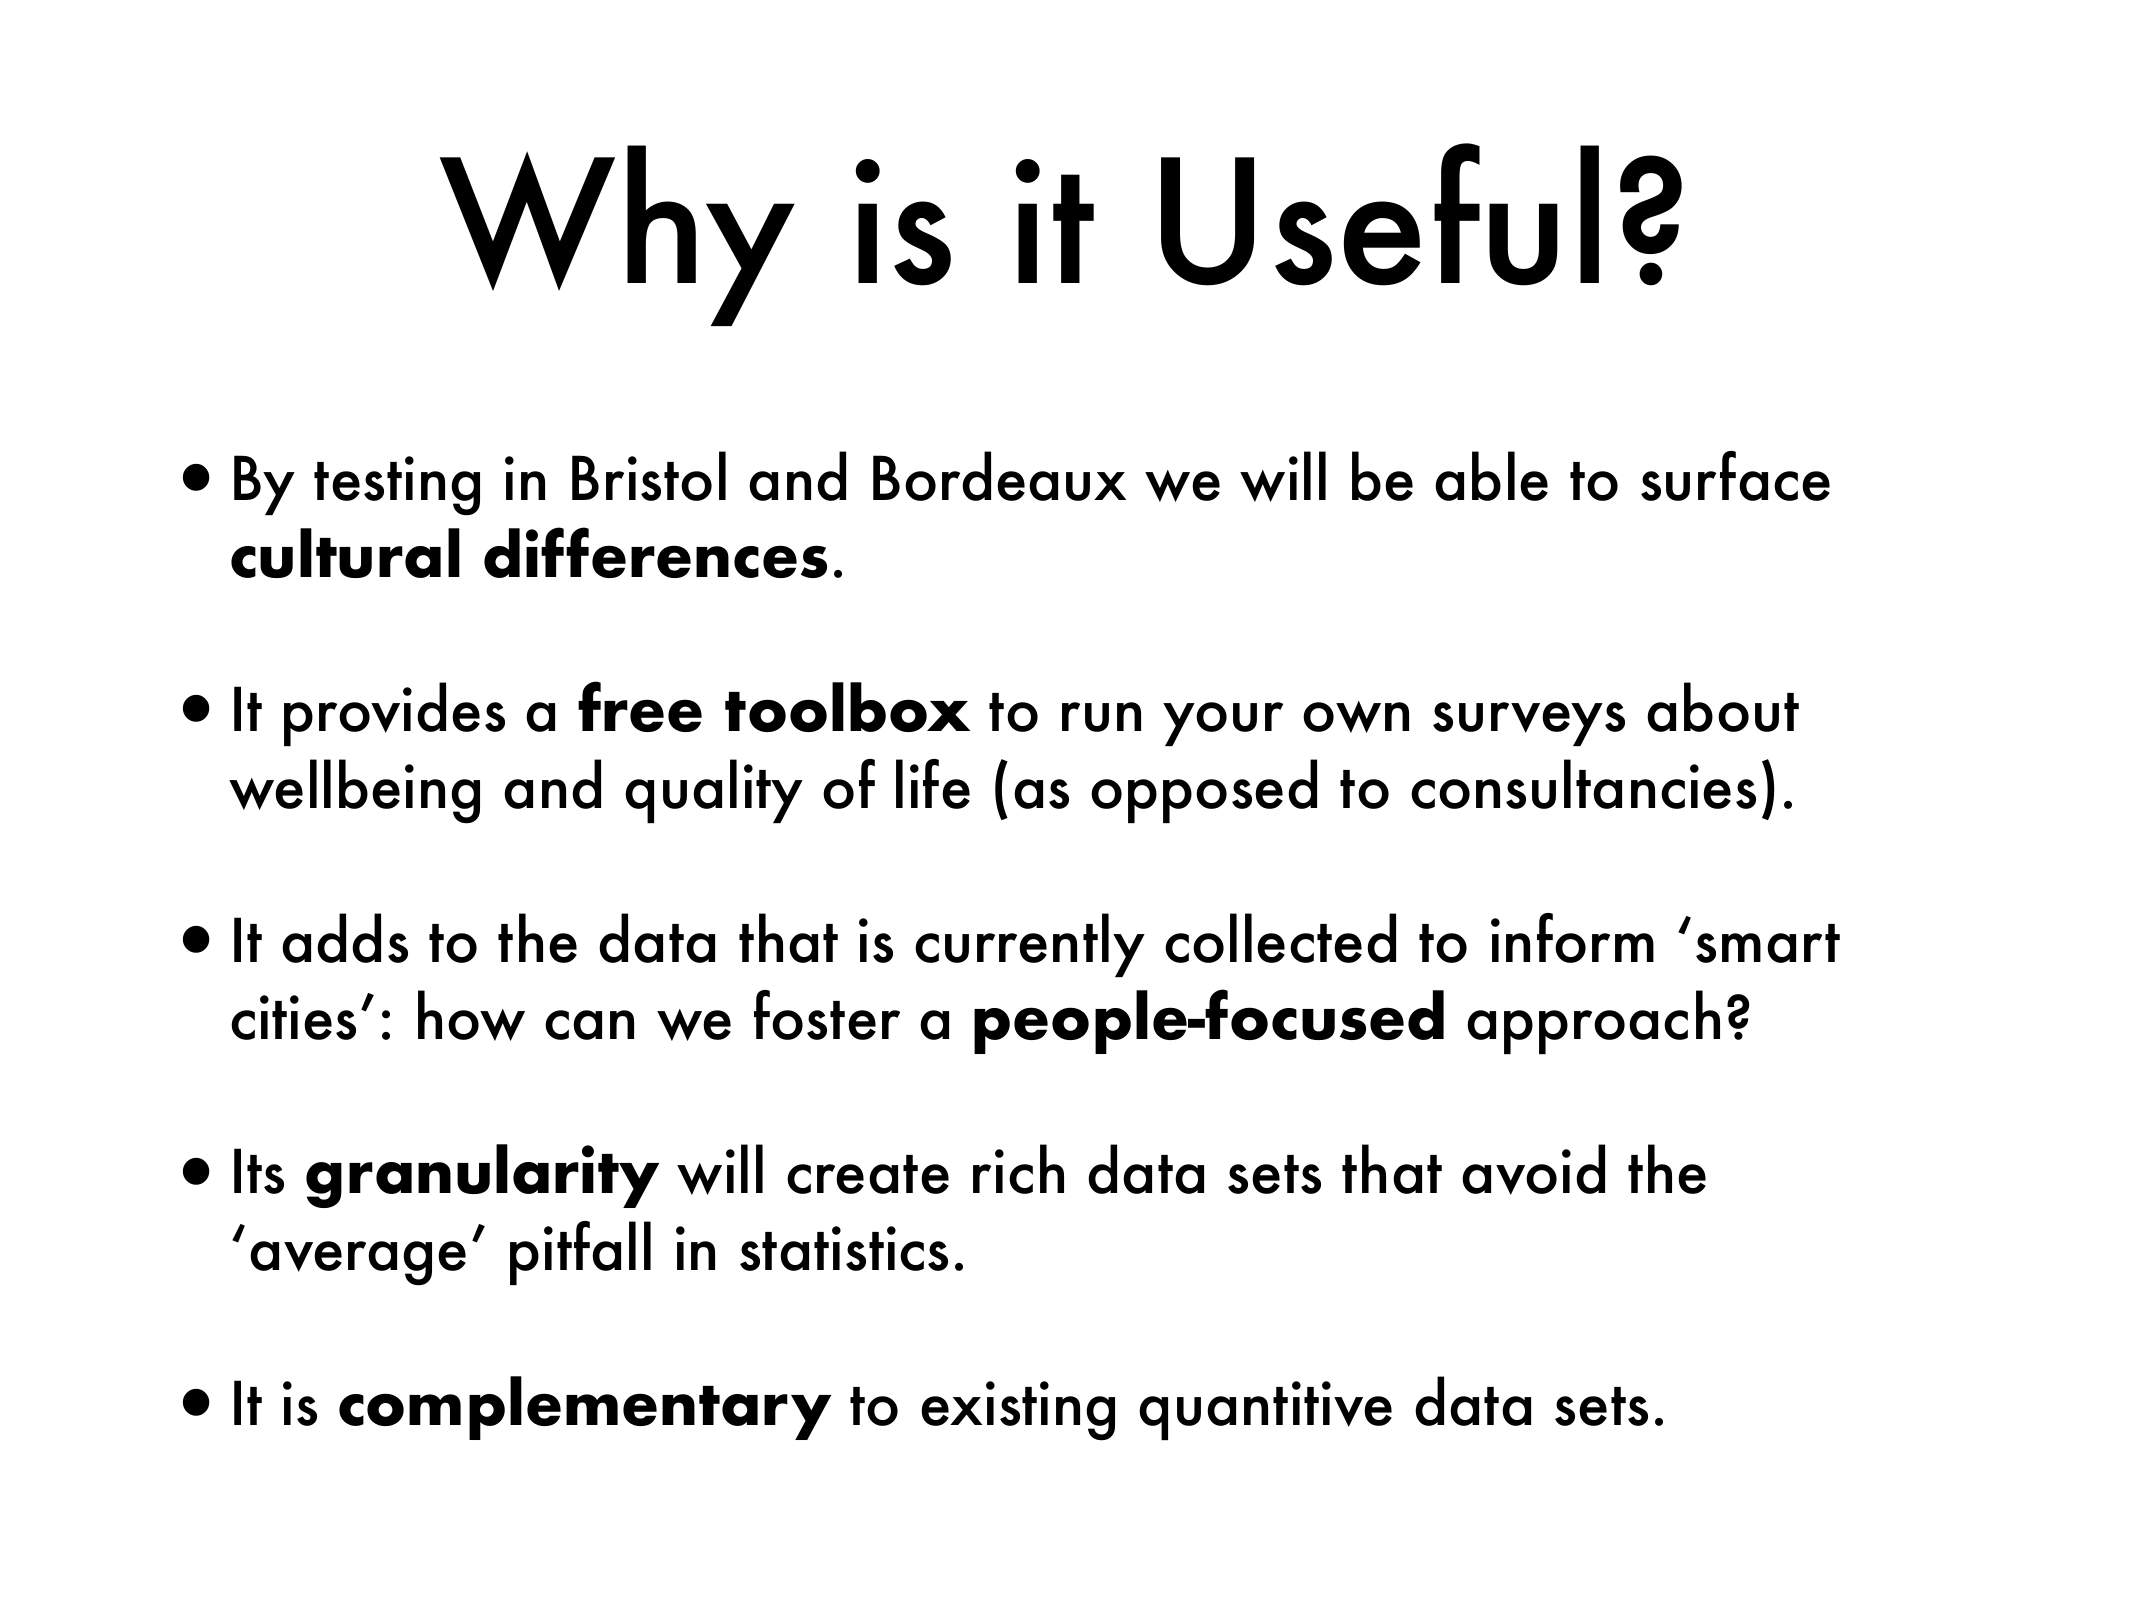 Why is it Useful?
• By testing in Bristol and Bordeaux we will be able to surface
cultural differences.
• It provides a free toolbox to run your own surveys about
wellbeing and quality of life (as opposed to consultancies).
• It adds to the data that is currently collected to inform ‘smart
cities’: how can we foster a people-focused approach?
• Its granularity will create rich data sets that avoid the
‘average’ pitfall in statistics.
• It is complementary to existing quantitive data sets.